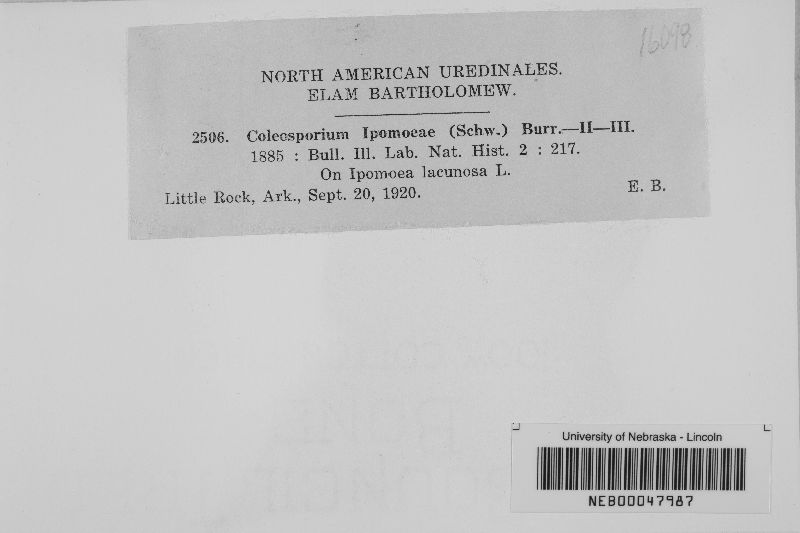 16098
NORTH AMERICAN UREDINALES.
ELAM BARTHOLOMEW.
2506. Coleosporium Ipomoeae (Schw.) Burr.—II—III.
1885 : Bull. Ill. Lab. Nat. Hist. 2 : 217.
On Ipomoea lacunosa L.
Little Rock, Ark., Sept. 20, 1920. E. B.
University of Nebraska - Lincoln
NEB00047987